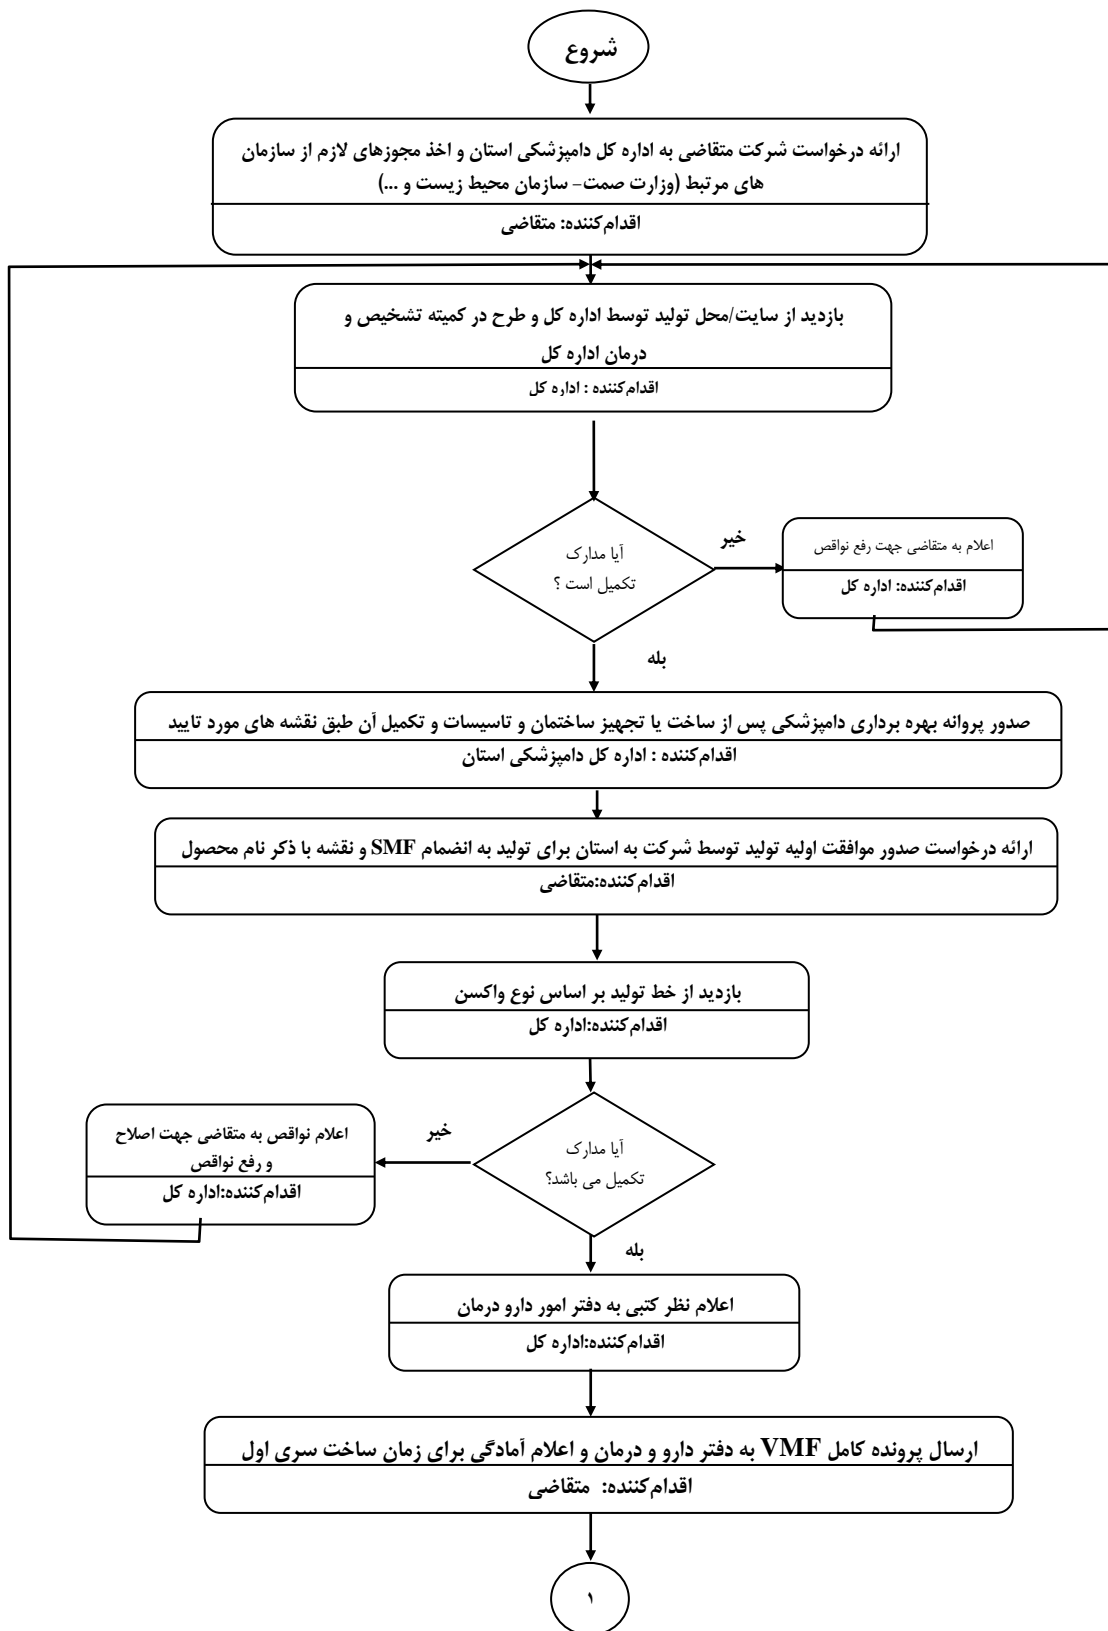 شروع
ارائه درخواست شرکت متقاضی به اداره کل دامپزشکی استان و اخذ مجوزهای لازم از سازمان
های مرتبط (وزارت صمت- سازمان محیط زیست و ...)
اقدام‌کننده: متقاضی
بازدید از سایت/محل تولید توسط اداره کل و طرح در کمیته تشخیص و
درمان اداره کل
اقدام‌کننده : اداره کل
آیا مدارک
تکمیل است ؟
خیر
اعلام به متقاضی جهت رفع نواقص
اقدام‌کننده: اداره کل
بله
صدور پروانه بهره برداری دامپزشکی پس از ساخت یا تجهیز ساختمان و تاسیسات و تکمیل آن طبق نقشه های مورد تایید
اقدام‌کننده : اداره کل دامپزشکی استان
ارائه درخواست صدور موافقت اولیه تولید توسط شرکت به استان برای تولید به انضمام SMF و نقشه با ذکر نام محصول
اقدام‌کننده:متقاضی
بازدید از خط تولید بر اساس نوع واکسن
اقدام‌کننده:اداره کل
آیا مدارک
تکمیل می باشد؟
خیر
اعلام نواقص به متقاضی جهت اصلاح
و رفع نواقص
اقدام‌کننده:اداره کل
بله
اعلام نظر کتبی به دفتر امور دارو درمان
اقدام‌کننده:اداره کل
ارسال پرونده کامل VMF به دفتر دارو و درمان و اعلام آمادگی برای زمان ساخت سری اول
اقدام‌کننده: متقاضی
۱